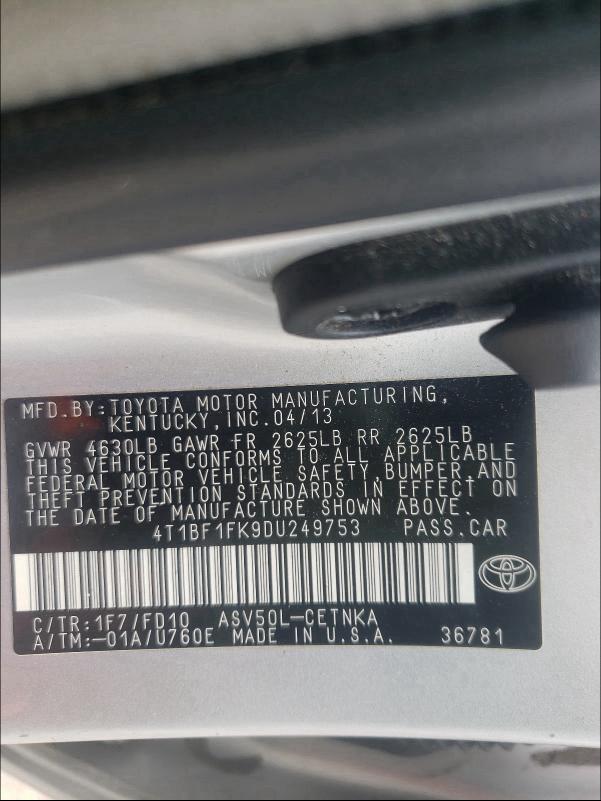 MFD.BY:TOYOTA MOTOR MANUFACTURING,
KENTUCKY,INC.04/13
GVWR 4630LB GAWR FR 2625LB RR 2625LB
THIS VEHICLE CONFORMS TO ALL APPLICABLE
FEDERAL MOTOR VEHICLE SAFETY, BUMPER,AND
THEFT PREVENTION STANDARDS IN EFFECT ON
THE DATE OF MANUFACTURE SHOWN ABOVE.
4T1BF1FK9DU249753 PASS.CAR
C/TR:1F7/FD10 ASV50L-CETNKA
A/TM:-01A/U760E MADE IN U.S.A. 36781